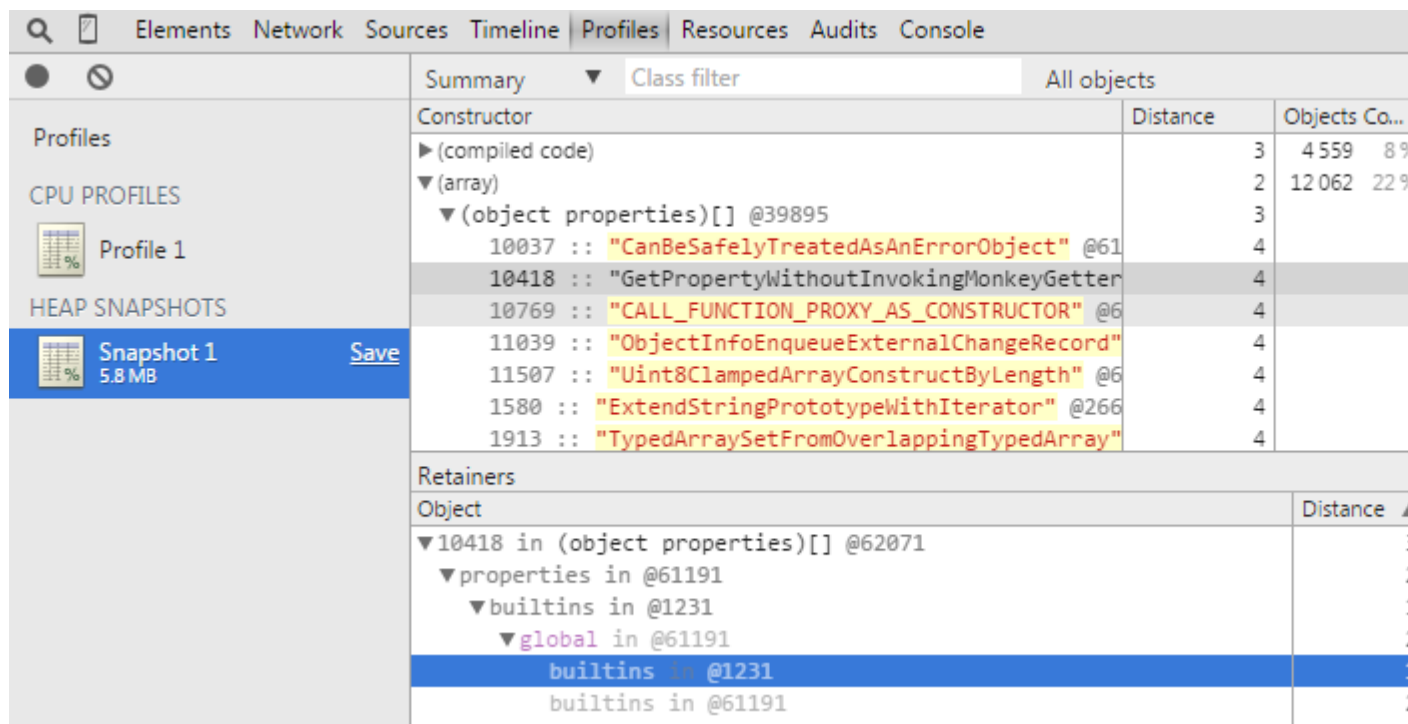 Elements Network Sources Timeline Profiles Resources Audits Console
Summary ▼ Class filter All objects
Constructor Distance Objects Co...
Profiles
▶(compiled code) 3 4 559 8%
▼(array) 2 12 062 22%
CPU PROFILES
▼(object properties)[] @39895 3
Profile 1
10037 :: "CanBeSafelyTreatedAsAnErrorObject" @61 4
10418 :: "GetPropertyWithoutInvokingMonkeyGetter 4
HEAP SNAPSHOTS
10769 :: "CALL_FUNCTION_PROXY_AS_CONSTRUCTOR" @6 4
11039 :: "ObjectInfoEnqueueExternalChangeRecord" 4
Snapshot 1 Save
5.8 MB
11507 :: "Uint8ClampedArrayConstructByLength" @6 4
1580 :: "ExtendStringPrototypeWithIterator" @266 4
1913 :: "TypedArraySetFromOverlappingTypedArray" 4
Retainers
Object Distance
▼10418 in (object properties)[] @62071
▼properties in @61191
▼builtins in @1231
▼global in @61191
builtins in @1231
builtins in @61191